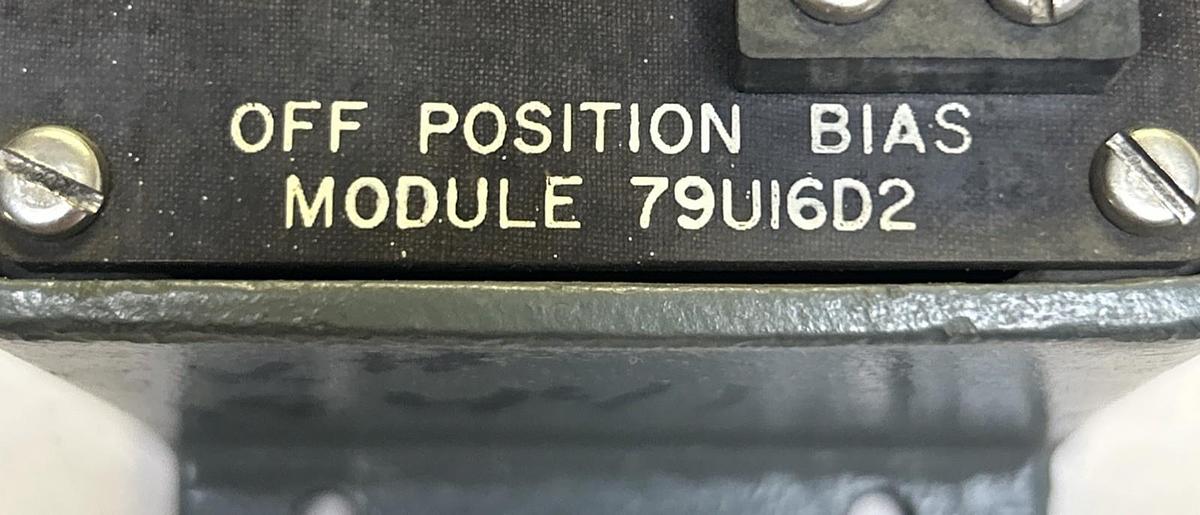 OFF POSITION BIAS
MODULE 79U16D2